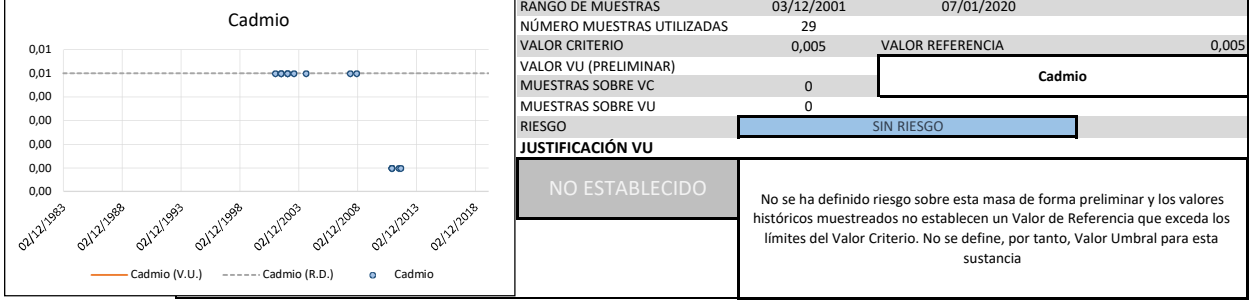 Cadmio
0,01
0,01
0,00
0,00
0,00
0,00
0,00
02/12/1983
02/12/1988
02/12/1993
02/12/1998
02/12/2003
02/12/2008
02/12/2013
02/12/2018
Cadmio (V.U.)
Cadmio (R.D.)
Cadmio
RANGO DE MUESTRAS 03/12/2001 07/01/2020
NÚMERO MUESTRAS UTILIZADAS 29
VALOR CRITERIO 0,005 VALOR REFERENCIA 0,005
VALOR VU (PRELIMINAR)
Cadmio
MUESTRAS SOBRE VC 0
MUESTRAS SOBRE VU 0
RIESGO SIN RIESGO
JUSTIFICACIÓN VU
NO ESTABLECIDO
No se ha definido riesgo sobre esta masa de forma preliminar y los valores
históricos muestreados no establecen un Valor de Referencia que exceda los
límites del Valor Criterio. No se define, por tanto, Valor Umbral para esta
sustancia